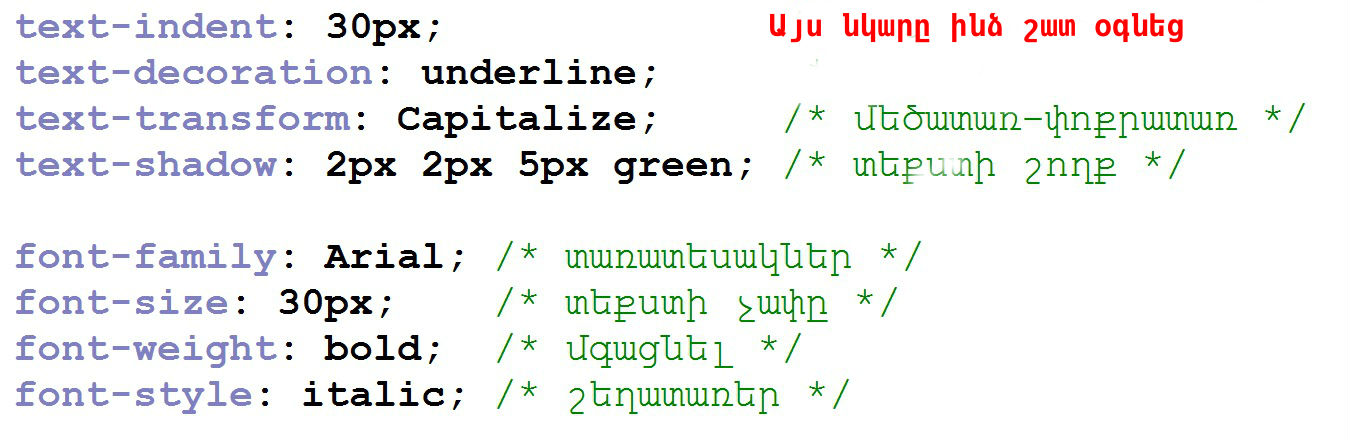 text-indent: 30px; Այս նկարը ինձ շատ օգնեց
text-decoration: underline;
text-transform: Capitalize; /* մեծատառ-փոքրատառ */
text-shadow: 2px 2px 5px green; /* տեքստի շողք */
font-family: Arial; /* տառատեսակներ */
font-size: 30px; /* տեքստի չափը */
font-weight: bold; /* մգացնել */
font-style: italic; /* շեղատառեր */